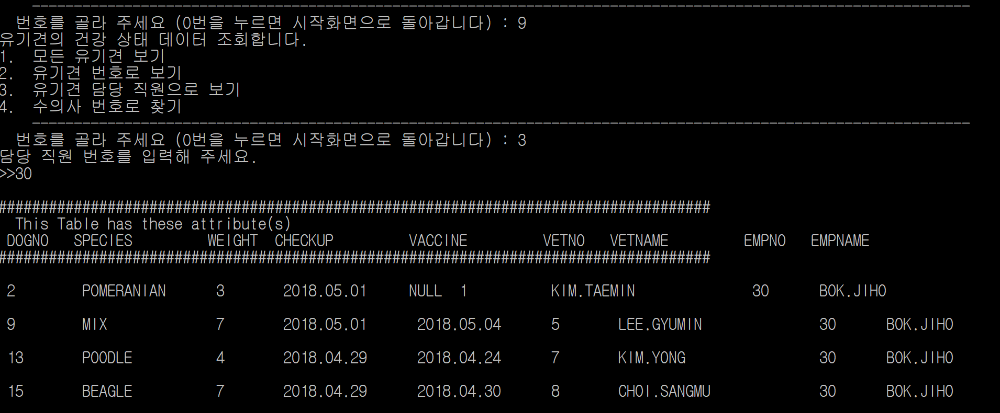 번호를 골라 주세요 (0번을 누르면 시작화면으로 돌아갑니다) : 9
유기견의 건강 상태 데이터 조회합니다.
1.  모든 유기견 보기
2.  유기견 번호로 보기
3.  유기견 담당 직원으로 보기
4.  수의사 번호로 찾기
번호를 골라 주세요 (0번을 누르면 시작화면으로 돌아갑니다) : 3
담당 직원 번호를 입력해 주세요.
>>30
#####################################################################################
This Table has these attribute(s)
DOGNO   SPECIES         WEIGHT  CHECKUP         VACCINE         VETNO   VETNAME         EMPNO   EMPNAME
#####################################################################################
2        POMERANIAN      3       2018.05.01     NULL  1          KIM.TAEMIN              30      BOK.JIHO
9        MIX             7       2018.05.01      2018.05.04      5       LEE.GYUMIN              30      BOK.JIHO
13       POODLE          4       2018.04.29      2018.04.24      7       KIM.YONG                30      BOK.JIHO
15       BEAGLE          7       2018.04.29      2018.04.30      8       CHOI.SANGMU             30      BOK.JIHO